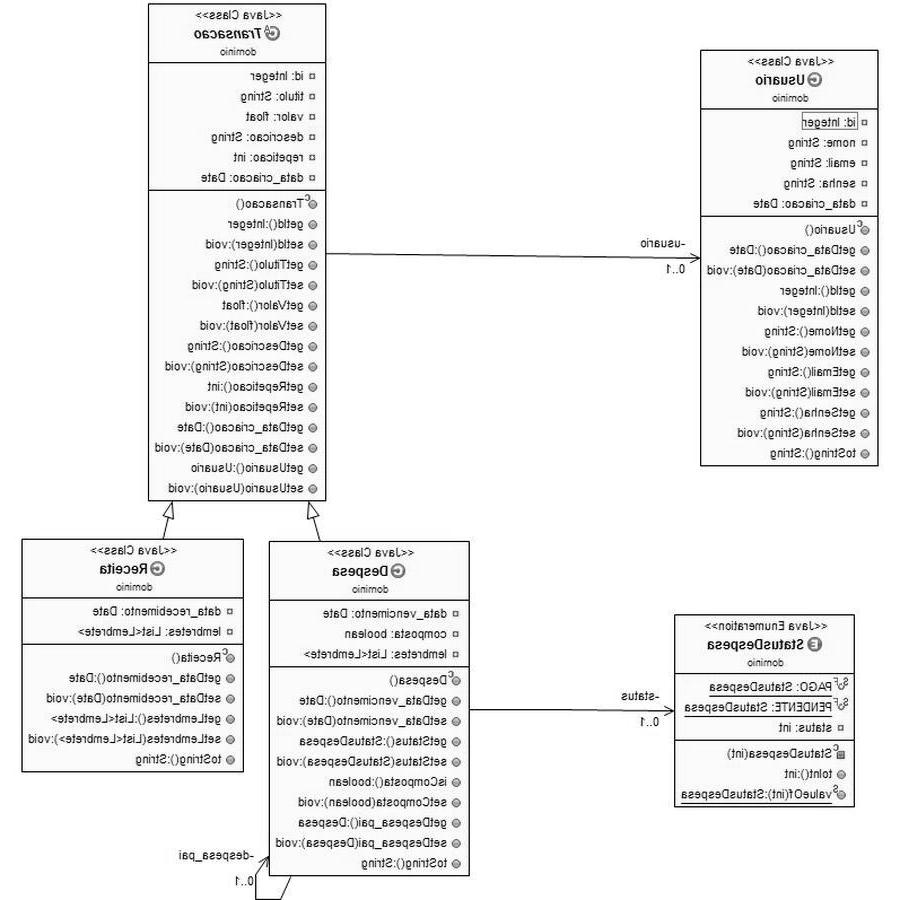 <<Java Class>>
Transacao
dominio
id: Integer
titulo: String
valor: float
descricao: String
repeticao: int
data_criacao: Date
Transacao()
getId():Integer
setId(Integer):void
getTitulo():String
setTitulo(String):void
getValor():float
setValor(float):void
getDescricao():String
setDescricao(String):void
getRepeticao():int
setRepeticao(int):void
getData_criacao():Date
setData_criacao(Date):void
getUsuario():Usuario
setUsuario(Usuario):void
-usuario
0..1
<<Java Class>>
Usuario
dominio
id: Integer
nome: String
email: String
senha: String
data_criacao: Date
Usuario()
getData_criacao():Date
setData_criacao(Date):void
getId():Integer
setId(Integer):void
getNome():String
setNome(String):void
getEmail():String
setEmail(String):void
getSenha():String
setSenha(String):void
toString():String
<<Java Class>>
Receita
dominio
data_recebimento: Date
lembretes: List<Lembrete>
Receita()
getData_recebimento():Date
setData_recebimento(Date):void
getLembretes():List<Lembrete>
setLembretes(List<Lembrete>):void
toString():String
<<Java Class>>
Despesa
dominio
data_vencimento: Date
composta: boolean
lembretes: List<Lembrete>
Despesa()
getData_vencimento():Date
setData_vencimento(Date):void
getStatus():StatusDespesa
setStatus(StatusDespesa):void
isComposta():boolean
setComposta(boolean):void
getDespesa_pai():Despesa
setDespesa_pai(Despesa):void
toString():String
-despesa_pai
0..1
-status
0..1
<<Java Enumeration>>
StatusDespesa
dominio
PAGO: StatusDespesa
PENDENTE: StatusDespesa
status: int
StatusDespesa(int)
toInt():int
valueOf(int):StatusDespesa